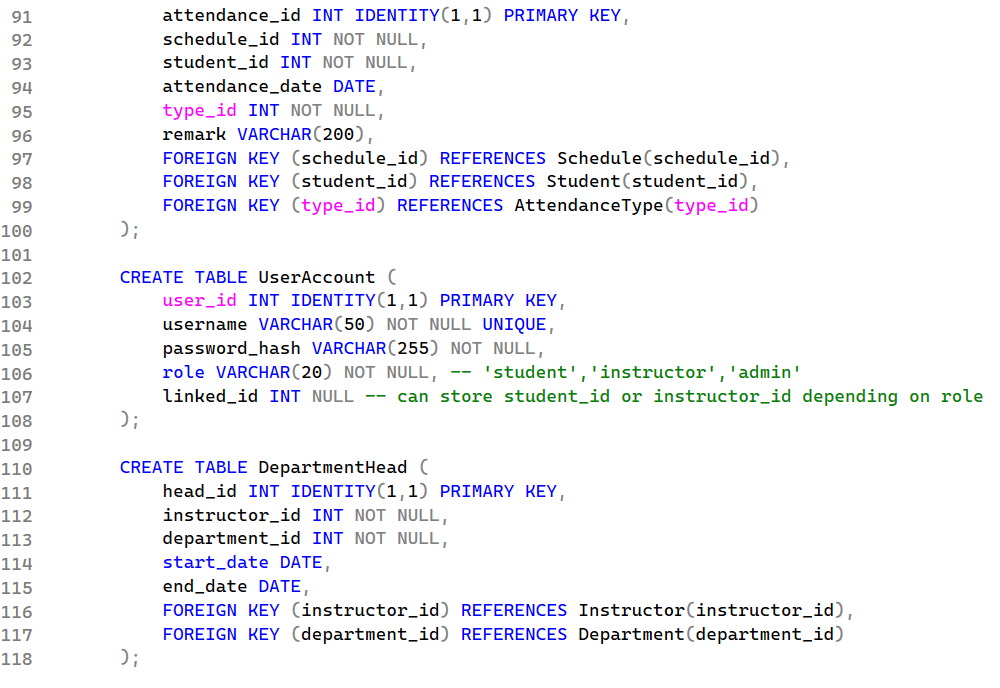 91 attendance_id INT IDENTITY(1,1) PRIMARY KEY,
92 schedule_id INT NOT NULL,
93 student_id INT NOT NULL,
94 attendance_date DATE,
95 type_id INT NOT NULL,
96 remark VARCHAR(200),
97 FOREIGN KEY (schedule_id) REFERENCES Schedule(schedule_id),
98 FOREIGN KEY (student_id) REFERENCES Student(student_id),
99 FOREIGN KEY (type_id) REFERENCES AttendanceType(type_id)
100 );
101
102 CREATE TABLE UserAccount (
103 user_id INT IDENTITY(1,1) PRIMARY KEY,
104 username VARCHAR(50) NOT NULL UNIQUE,
105 password_hash VARCHAR(255) NOT NULL,
106 role VARCHAR(20) NOT NULL, -- 'student','instructor','admin'
107 linked_id INT NULL -- can store student_id or instructor_id depending on role
108 );
109
110 CREATE TABLE DepartmentHead (
111 head_id INT IDENTITY(1,1) PRIMARY KEY,
112 instructor_id INT NOT NULL,
113 department_id INT NOT NULL,
114 start_date DATE,
115 end_date DATE,
116 FOREIGN KEY (instructor_id) REFERENCES Instructor(instructor_id),
117 FOREIGN KEY (department_id) REFERENCES Department(department_id)
118 );